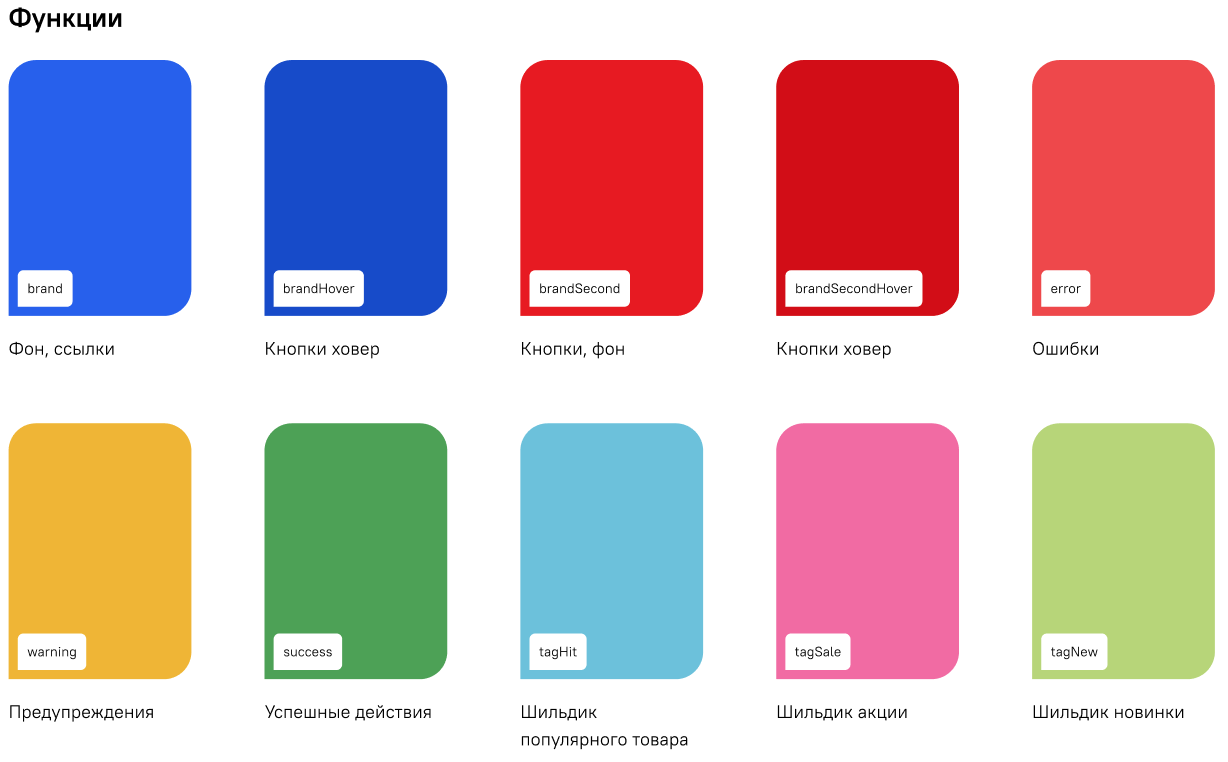 Функции
brand
brandHover
brandSecond
brandSecondHover
error
Фон, ссылки
Кнопки ховер
Кнопки, фон
Кнопки ховер
Ошибки
warning
success
tagHit
tagSale
tagNew
Предупреждения
Успешные действия
Шильдик
популярного товара
Шильдик акции
Шильдик новинки